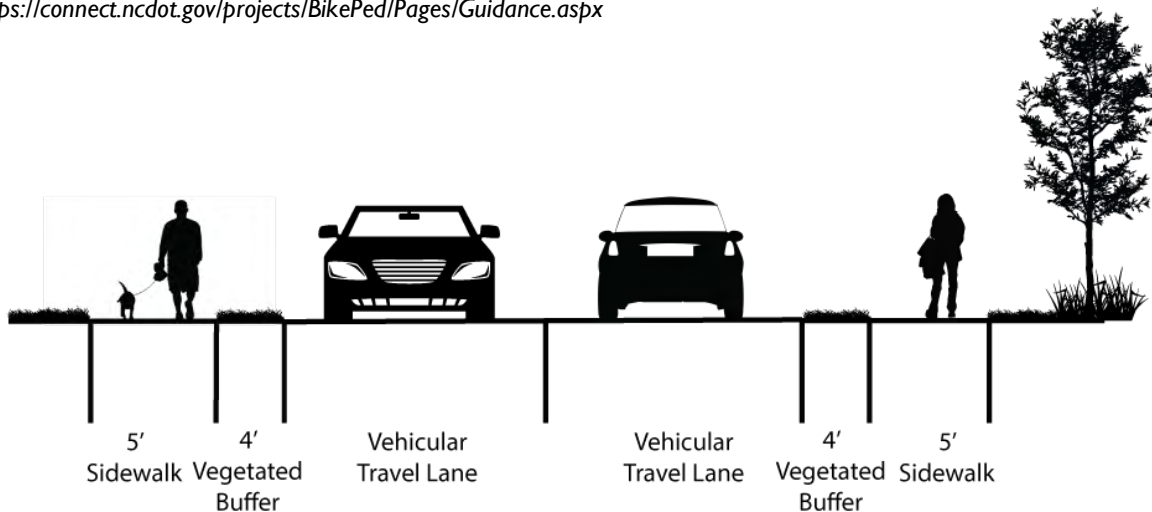 ps://connect.ncdot.gov/projects/BikePed/Pages/Guidance.aspx
5'
Sidewalk
4'
Vegetated
Buffer
Vehicular
Travel Lane
Vehicular
Travel Lane
4'
Vegetated
Buffer
5'
Sidewalk